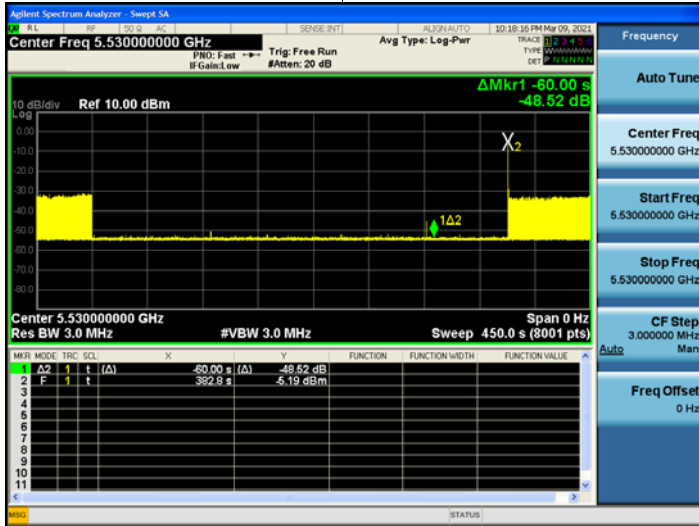 Agilent Spectrum Analyzer - Swept SA
RL RF 50 Ω AC SENSE:INT ALIGNAUTO 10:18:16 PM Mar 09, 2021
Center Freq 5.530000000 GHz
PNO: Fast
IFGain:Low
Trig: Free Run
#Atten: 20 dB
Avg Type: Log-Pwr
TRACE 1 2 3 4 5 6
TYPE
DET P N N N N N
ΔMkr1 -60.00 s
-48.52 dB
10 dB/div Ref 10.00 dBm
Log
0.00
-10.0
-20.0
-30.0
-40.0
-50.0
-60.0
-70.0
-80.0
X2
1Δ2
Center 5.530000000 GHz Span 0 Hz
Res BW 3.0 MHz #VBW 3.0 MHz Sweep 450.0 s (8001 pts)
MKR MODE TRC SCL X Y FUNCTION FUNCTION WIDTH FUNCTION VALUE
1 Δ2 1 t (Δ) -60.00 s (Δ) -48.52 dB
2 F 1 t 382.8 s -5.19 dBm
3
4
5
6
7
8
9
10
11
MSG STATUS
Frequency
Auto Tune
Center Freq
5.530000000 GHz
Start Freq
5.530000000 GHz
Stop Freq
5.530000000 GHz
CF Step
3.000000 MHz
Auto Man
Freq Offset
0 Hz